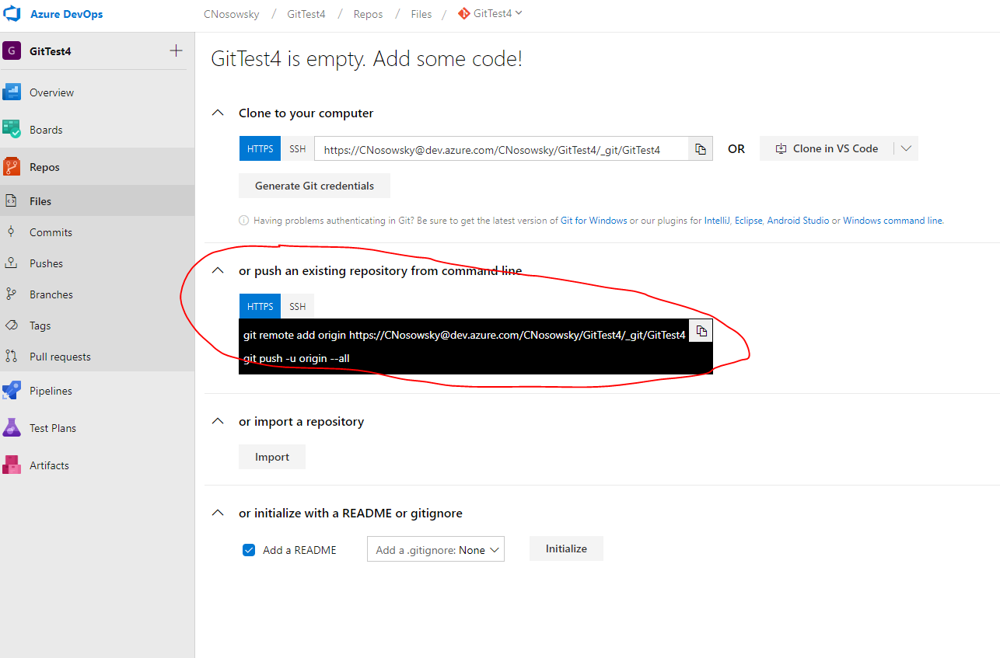 Azure DevOps
CNosowsky / GitTest4 / Repos / Files / GitTest4
G GitTest4
Overview
Boards
Repos
Files
Commits
Pushes
Branches
Tags
Pull requests
Pipelines
Test Plans
Artifacts
GitTest4 is empty. Add some code!
Clone to your computer
HTTPS SSH https://CNosowsky@dev.azure.com/CNosowsky/GitTest4/_git/GitTest4 OR Clone in VS Code
Generate Git credentials
Having problems authenticating in Git? Be sure to get the latest version of Git for Windows or our plugins for IntelliJ, Eclipse, Android Studio or Windows command line.
or push an existing repository from command line
HTTPS SSH
git remote add origin https://CNosowsky@dev.azure.com/CNosowsky/GitTest4/_git/GitTest4
git push -u origin --all
or import a repository
Import
or initialize with a README or gitignore
Add a README Add a .gitignore: None Initialize